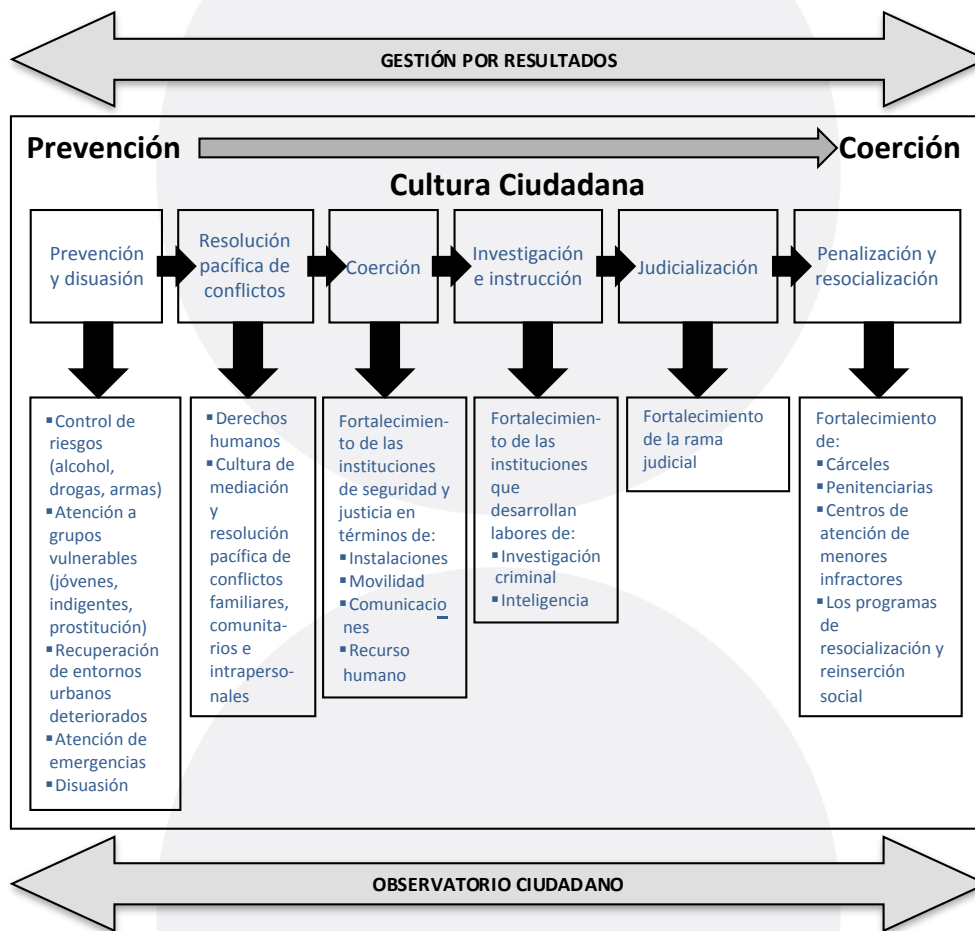 GESTIÓN POR RESULTADOS
Prevención
Coerción
Cultura Ciudadana
Prevención
y disuasión
Resolución
pacífica de
conflictos
Coerción
Investigación
e instrucción
Judicialización
Penalización y
resocialización
▪ Control de
riesgos
(alcohol,
drogas, armas)
▪ Atención a
grupos
vulnerables
(jóvenes,
indigentes,
prostitución)
▪ Recuperación
de entornos
urbanos
deteriorados
▪ Atención de
emergencias
▪ Disuasión
▪ Derechos
humanos
▪ Cultura de
mediación
y
resolución
pacífica de
conflictos
familiares,
comunita-
rios e
intraperso-
nales
Fortalecimien-
to de las
instituciones
de seguridad y
justicia en
términos de:
▪ Instalaciones
▪ Movilidad
▪ Comunicacio
nes
▪ Recurso
humano
Fortalecimien-
to de las
instituciones
que
desarrollan
labores de:
▪ Investigación
criminal
▪ Inteligencia
Fortalecimiento
de la rama
judicial
Fortalecimiento
de:
▪ Cárceles
▪ Penitenciarias
▪ Centros de
atención de
menores
infractores
▪ Los programas
de
resocialización y
reinserción
social
OBSERVATORIO CIUDADANO